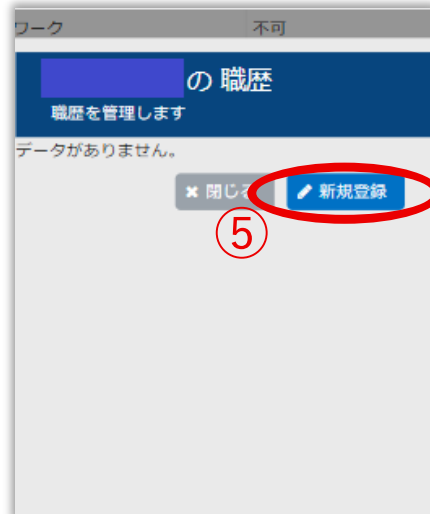 ワーク 不可
の 職歴
職歴を管理します
データがありません。
✖ 閉じる 新規登録
⑤